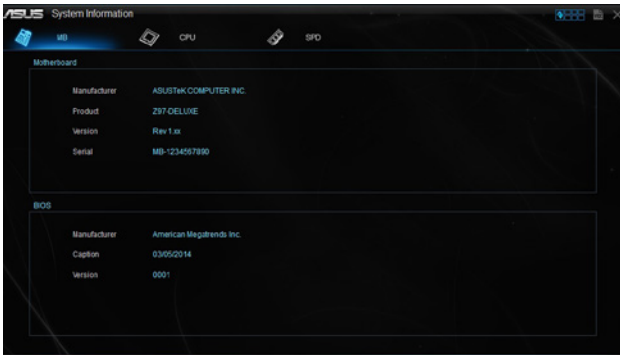 ASUS System Information
MB CPU SPD
Motherboard
Manufacturer ASUSTeK COMPUTER INC.
Product Z97-DELUXE
Version Rev 1.xx
Serial MB-1234567890
BIOS
Manufacturer American Megatrends Inc.
Caption 03/05/2014
Version 0001